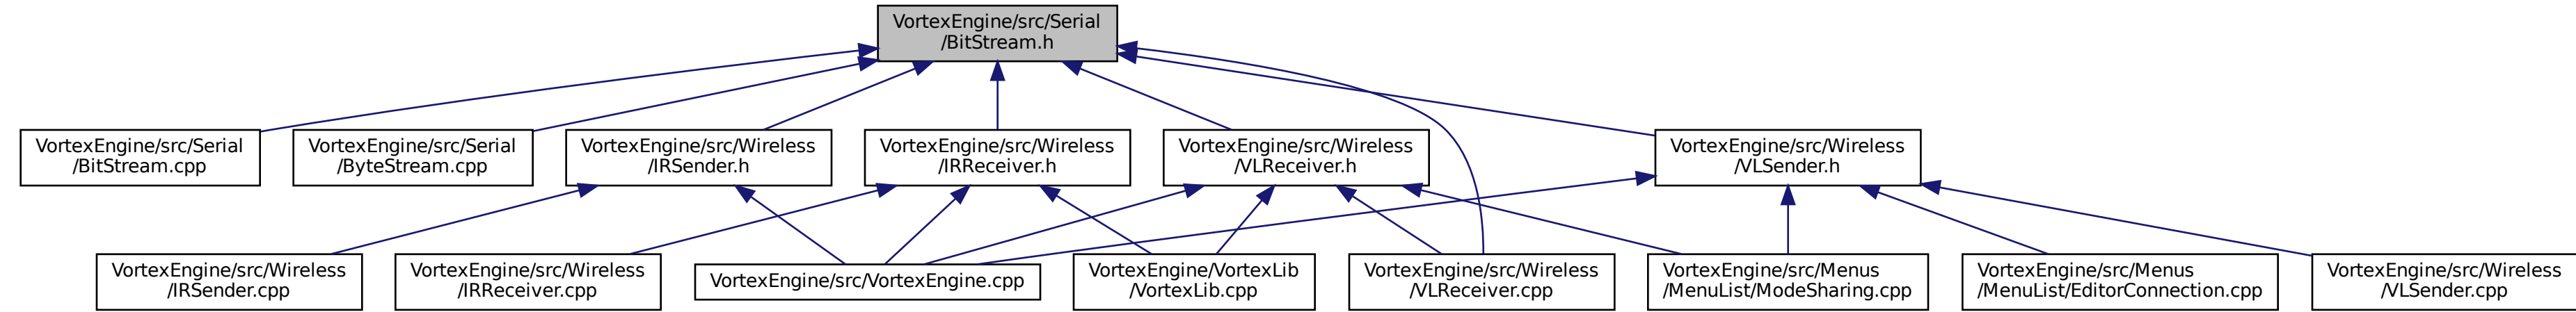 VortexEngine/src/Serial
/BitStream.h
VortexEngine/src/Serial
/BitStream.cpp
VortexEngine/src/Serial
/ByteStream.cpp
VortexEngine/src/Wireless
/IRSender.h
VortexEngine/src/Wireless
/IRReceiver.h
VortexEngine/src/Wireless
/VLReceiver.h
VortexEngine/src/Wireless
/VLSender.h
VortexEngine/src/Wireless
/IRSender.cpp
VortexEngine/src/Wireless
/IRReceiver.cpp
VortexEngine/src/VortexEngine.cpp
VortexEngine/VortexLib
/VortexLib.cpp
VortexEngine/src/Wireless
/VLReceiver.cpp
VortexEngine/src/Menus
/MenuList/ModeSharing.cpp
VortexEngine/src/Menus
/MenuList/EditorConnection.cpp
VortexEngine/src/Wireless
/VLSender.cpp